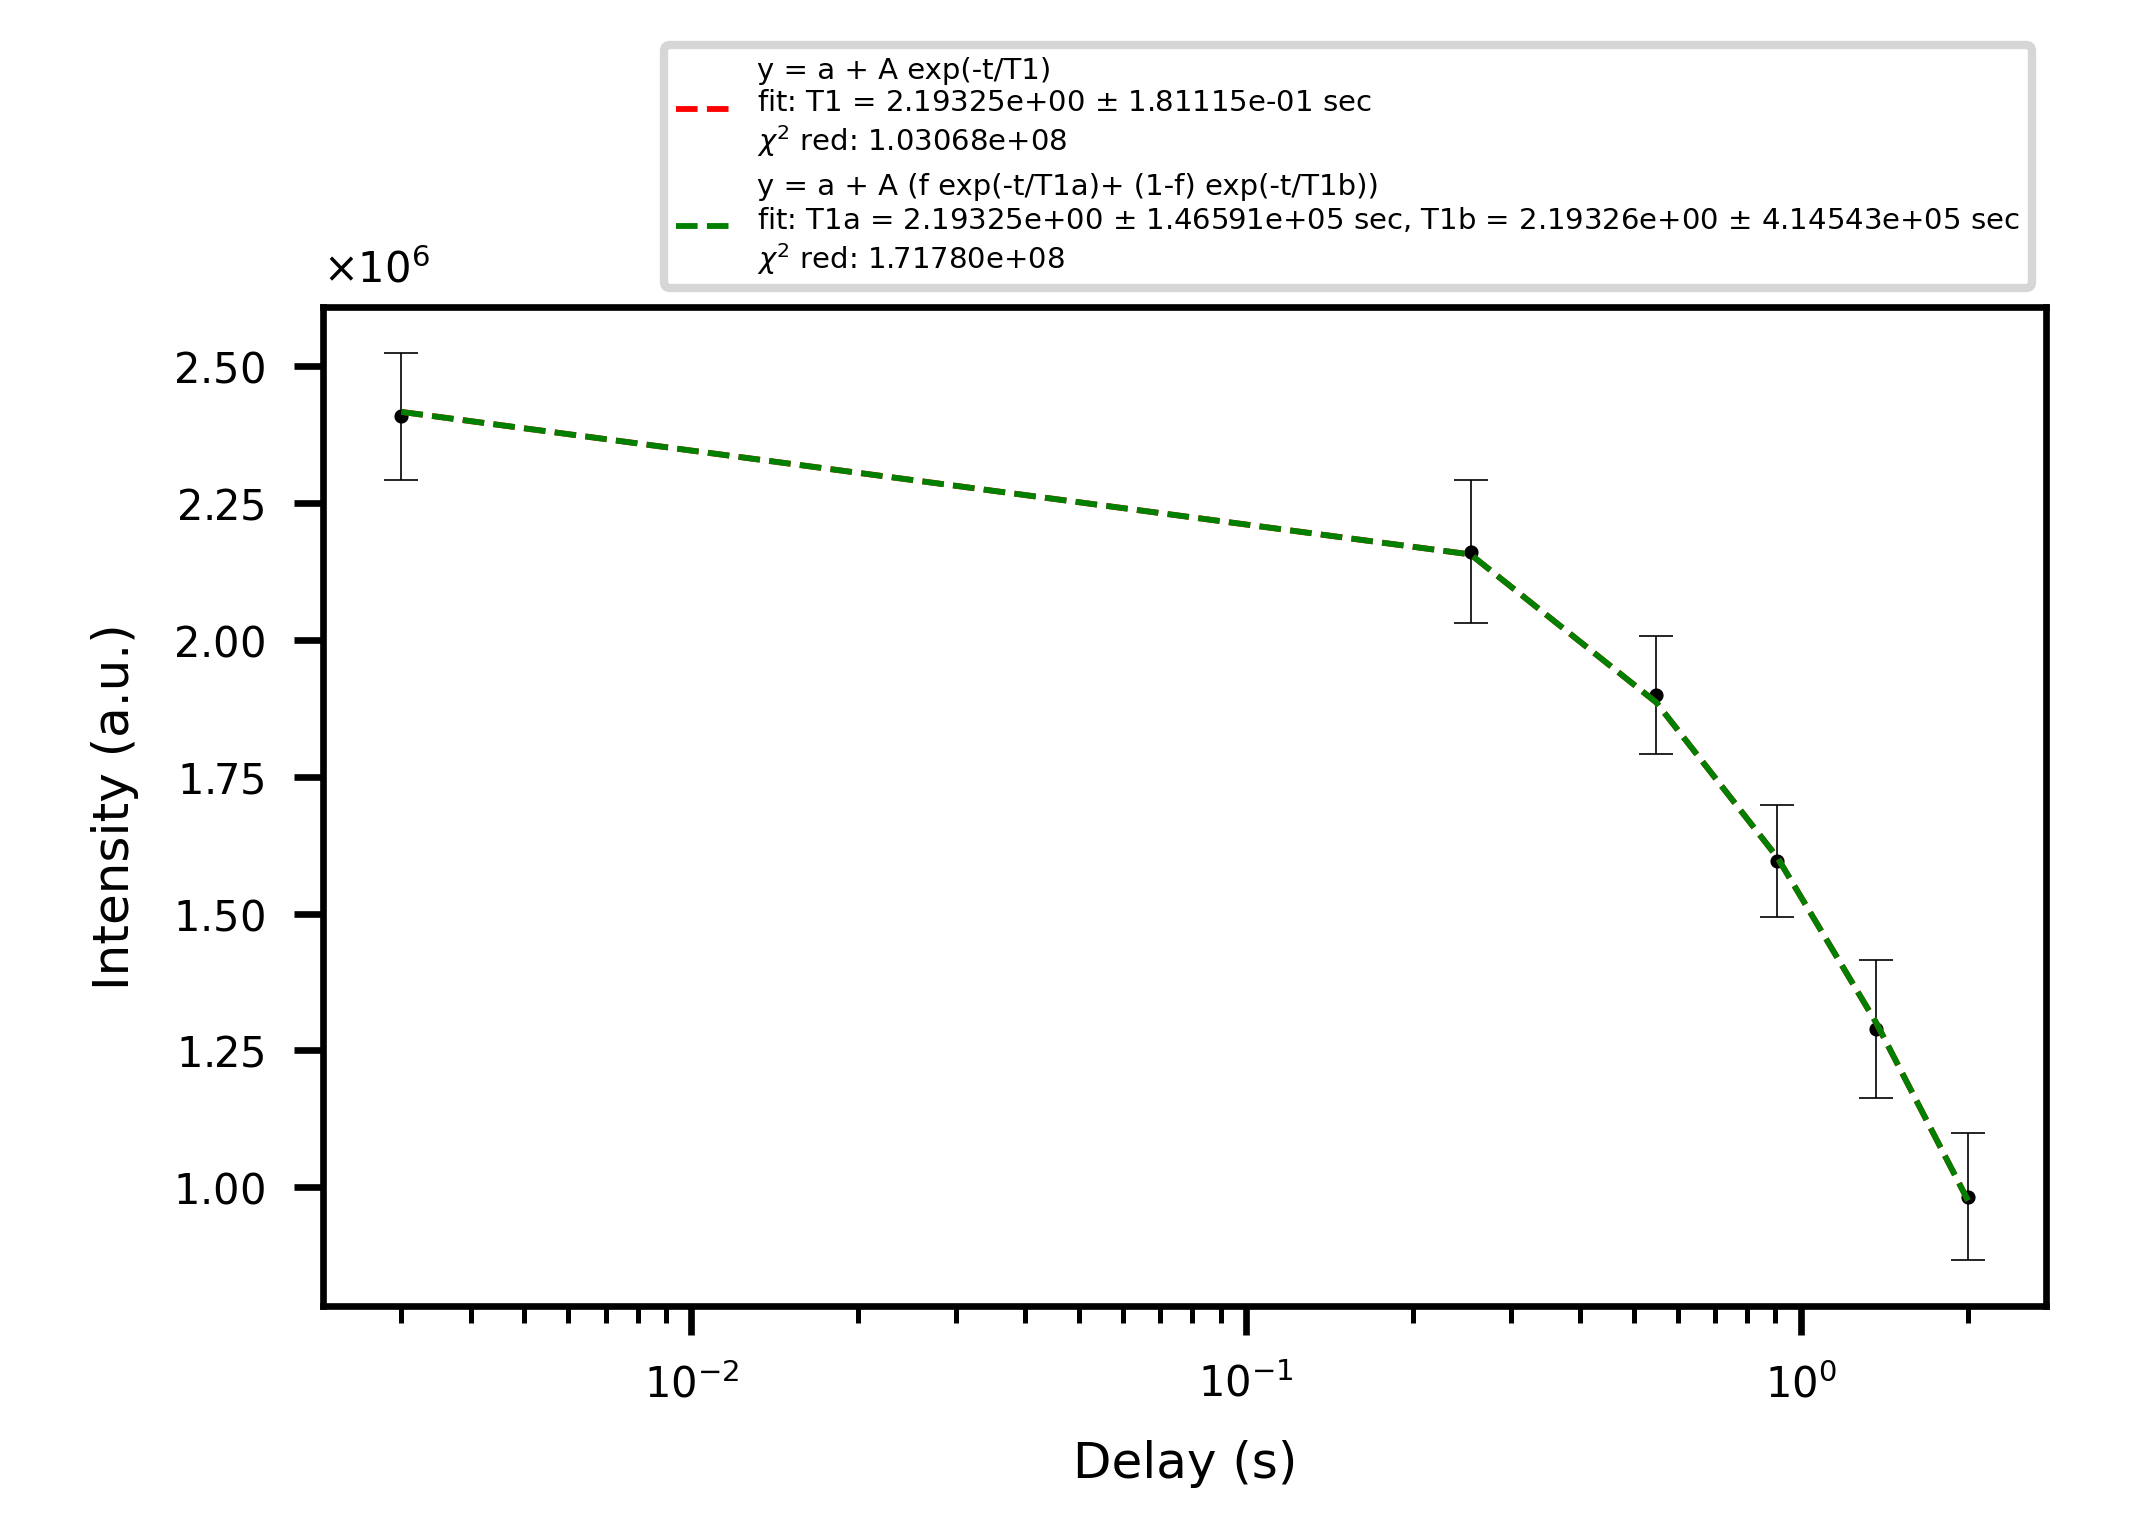 y = a + A exp(-t/T1)
fit: T1 = 2.19325e+00 ± 1.81115e-01 sec
χ² red: 1.03068e+08
y = a + A (f exp(-t/T1a)+ (1-f) exp(-t/T1b))
fit: T1a = 2.19325e+00 ± 1.46591e+05 sec, T1b = 2.19326e+00 ± 4.14543e+05 sec
χ² red: 1.71780e+08
×10⁶
2.50
2.25
2.00
1.75
1.50
1.25
1.00
Intensity (a.u.)
10⁻² 10⁻¹ 10⁰
Delay (s)